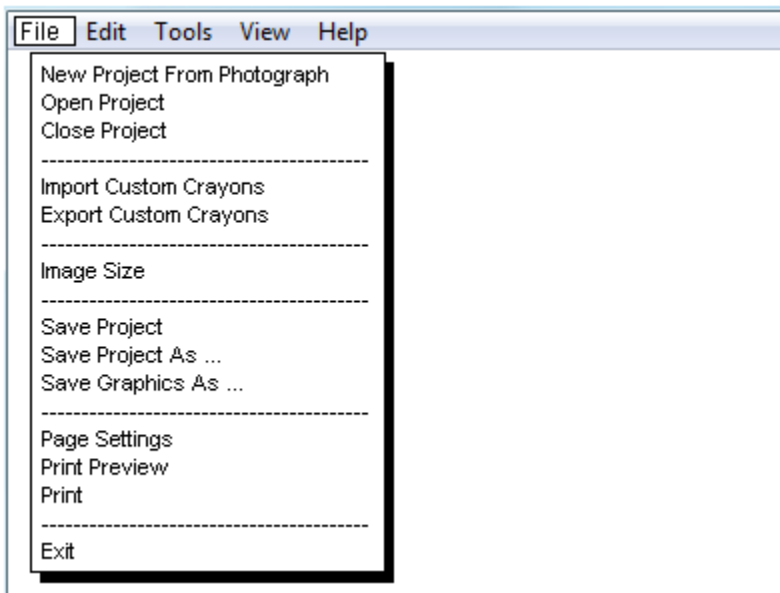 File Edit Tools View Help
New Project From Photograph
Open Project
Close Project
-----------------------------------------
Import Custom Crayons
Export Custom Crayons
-----------------------------------------
Image Size
-----------------------------------------
Save Project
Save Project As ...
Save Graphics As ...
-----------------------------------------
Page Settings
Print Preview
Print
-----------------------------------------
Exit